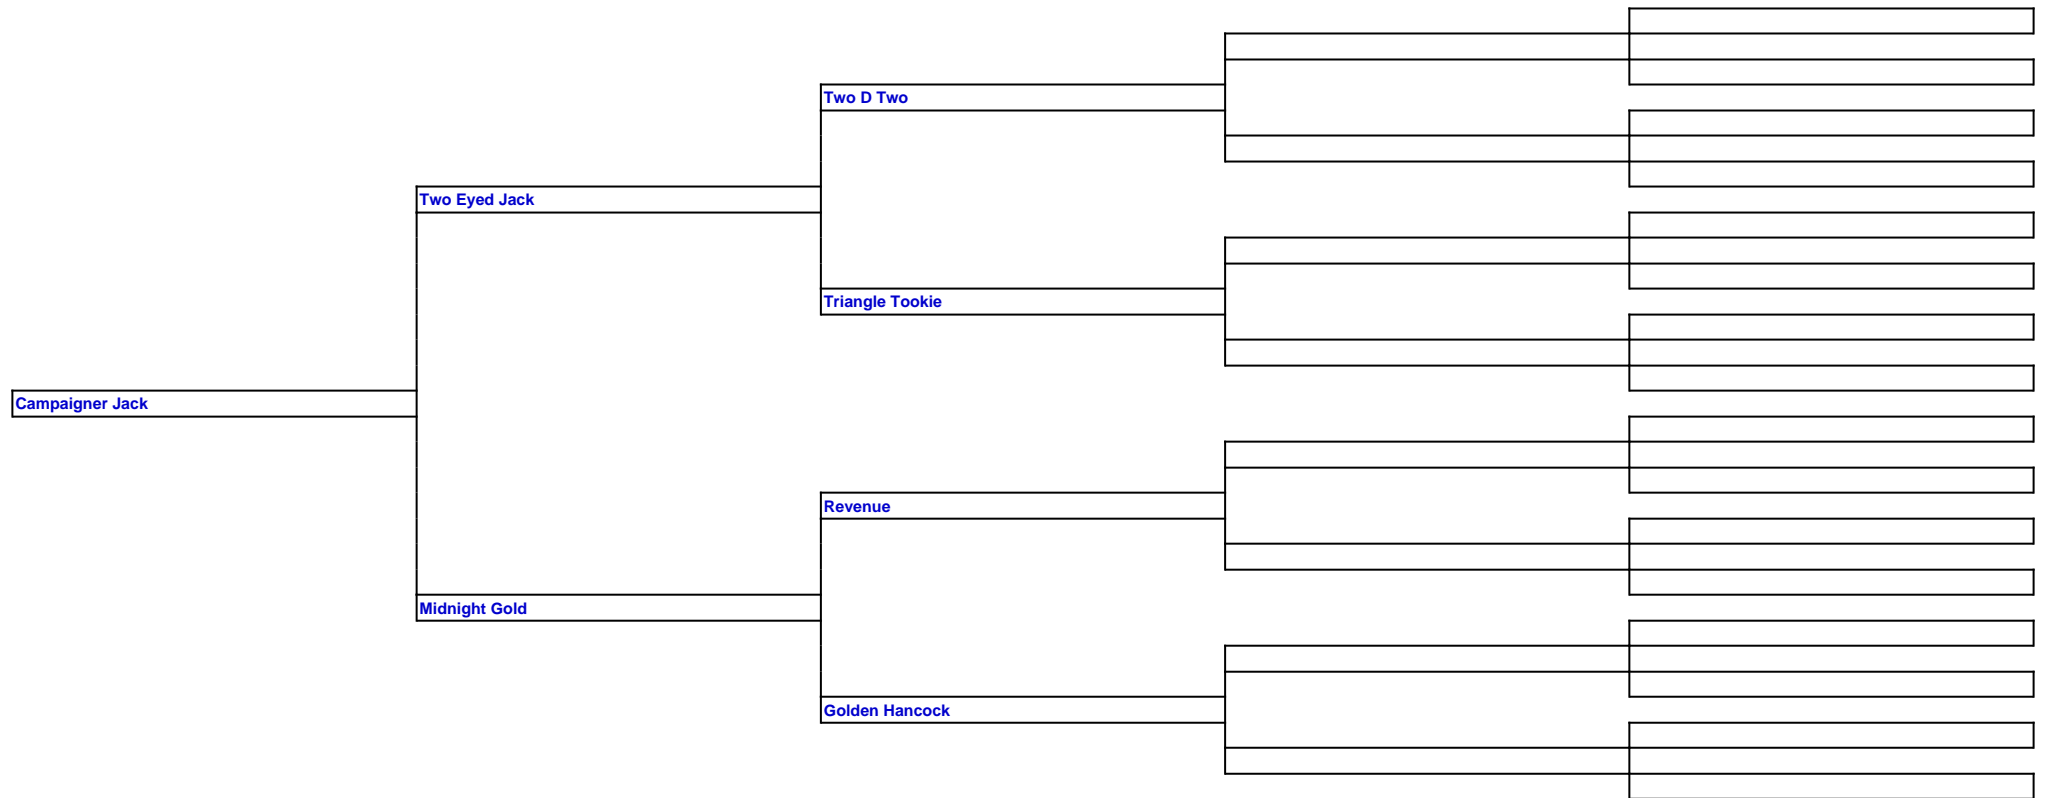 Two D Two
Two Eyed Jack
Triangle Tookie
Campaigner Jack
Revenue
Midnight Gold
Golden Hancock